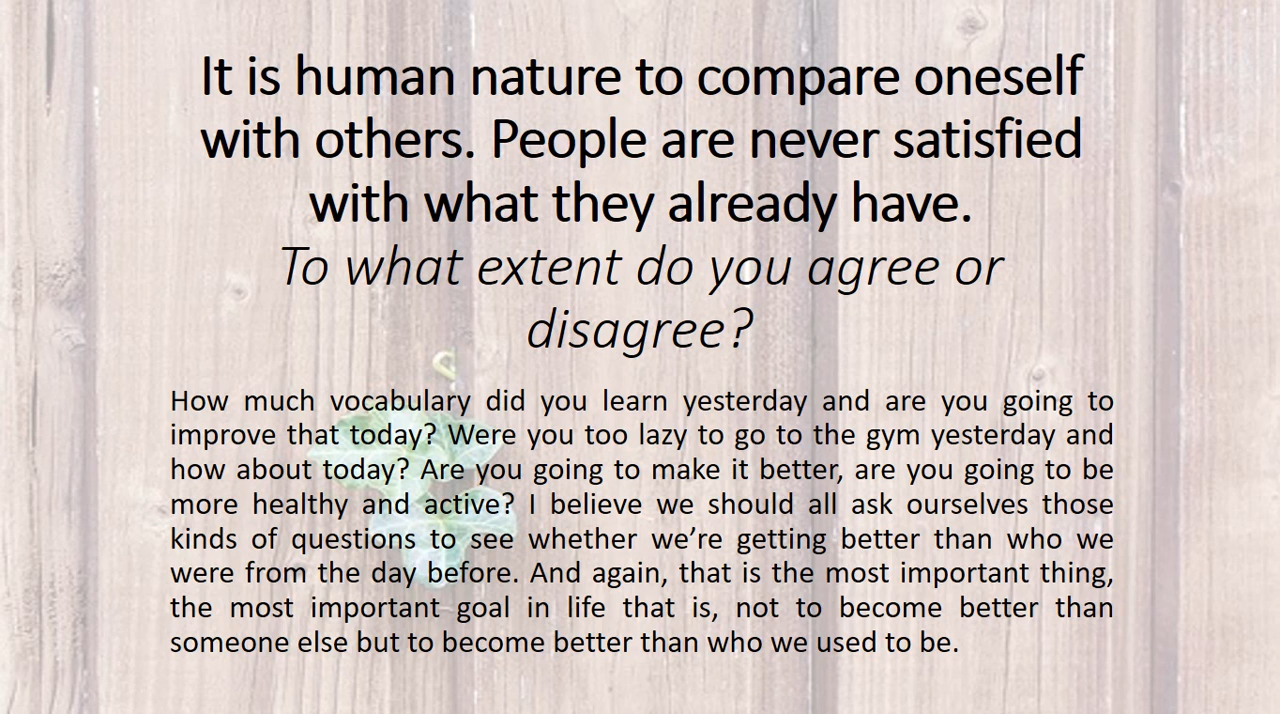 It is human nature to compare oneself
with others. People are never satisfied
with what they already have.
To what extent do you agree or
disagree?
How much vocabulary did you learn yesterday and are you going to
improve that today? Were you too lazy to go to the gym yesterday and
how about today? Are you going to make it better, are you going to be
more healthy and active? I believe we should all ask ourselves those
kinds of questions to see whether we’re getting better than who we
were from the day before. And again, that is the most important thing,
the most important goal in life that is, not to become better than
someone else but to become better than who we used to be.